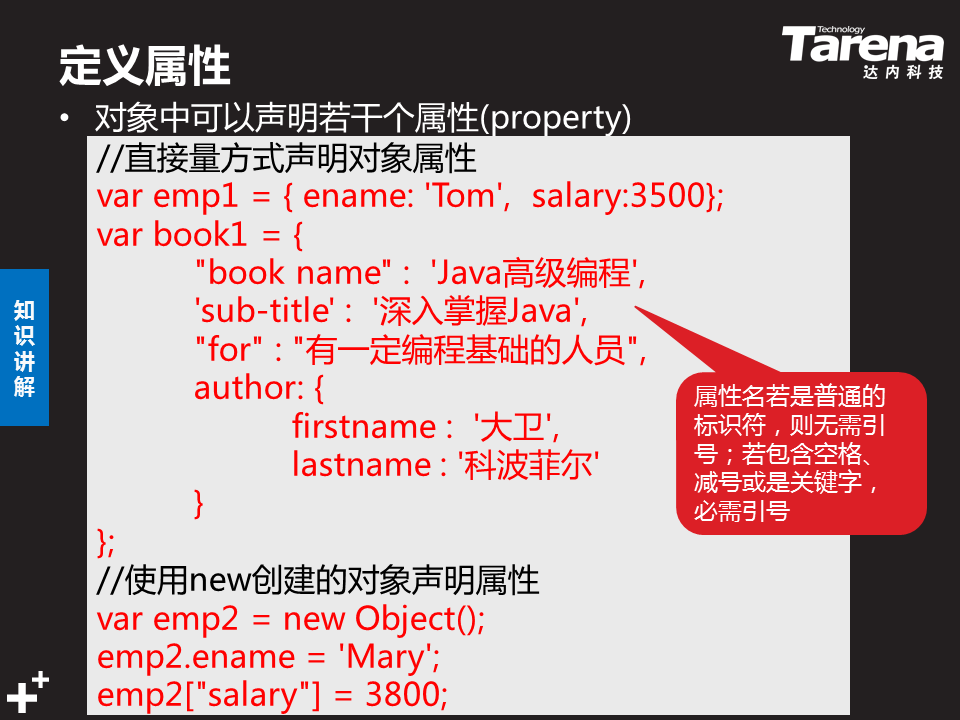 定义属性
Technology
Tarena
达内科技
• 对象中可以声明若干个属性(property)
//直接量方式声明对象属性
var emp1 = { ename: 'Tom',  salary:3500};
var book1 = {
"book name" :  'Java高级编程',
'sub-title' :  '深入掌握Java',
"for" : "有一定编程基础的人员",
author: {
firstname :  '大卫',
lastname : '科波菲尔'
}
};
//使用new创建的对象声明属性
var emp2 = new Object();
emp2.ename = 'Mary';
emp2["salary"] = 3800;
属性名若是普通的
标识符，则无需引
号；若包含空格、
减号或是关键字，
必需引号
知
识
讲
解